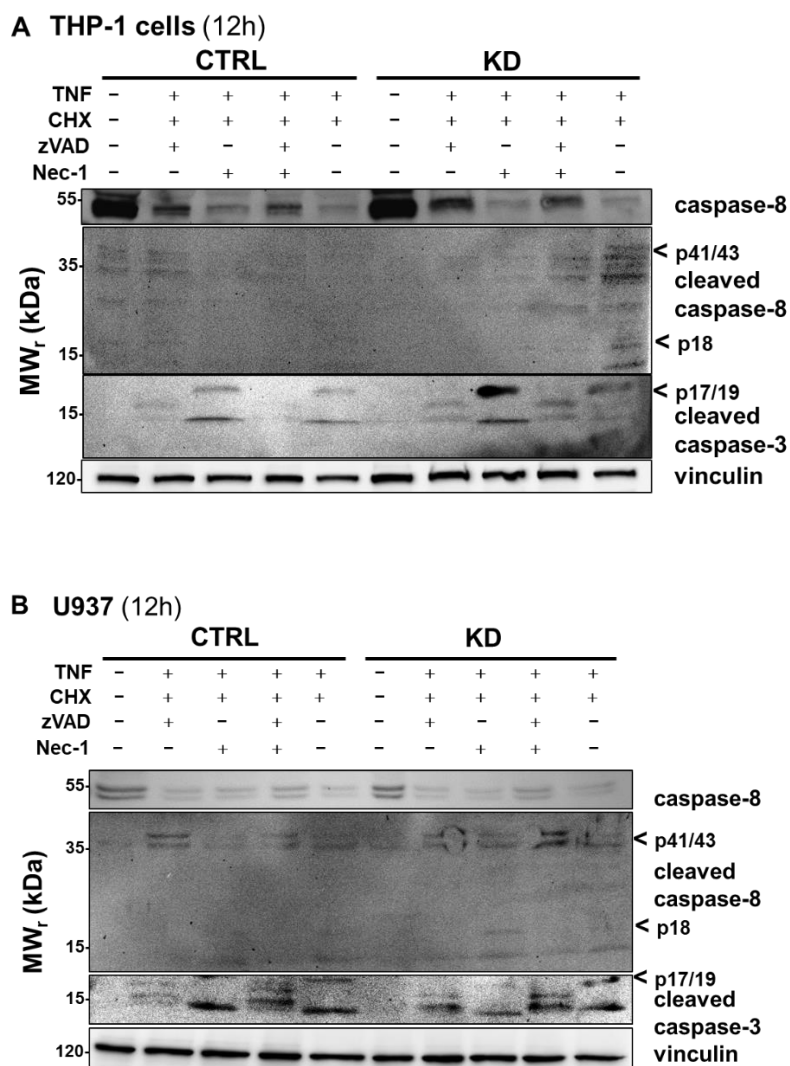 A THP-1 cells (12h)
CTRL KD
TNF – + + + + – + + + +
CHX – + + + + – + + + +
zVAD – + – + – – + – + –
Nec-1 – – + + – – – + + –
55 caspase-8
< p41/43
35 cleaved
caspase-8
15 < p18
< p17/19
15 cleaved
caspase-3
120- vinculin
MWr (kDa)
B U937 (12h)
CTRL KD
TNF – + + + + – + + + +
CHX – + + + + – + + + +
zVAD – + – + – – + – + –
Nec-1 – – + + – – – + + –
55 caspase-8
< p41/43
35
cleaved
caspase-8
< p18
15
< p17/19
15 cleaved
caspase-3
120- vinculin
MWr (kDa)